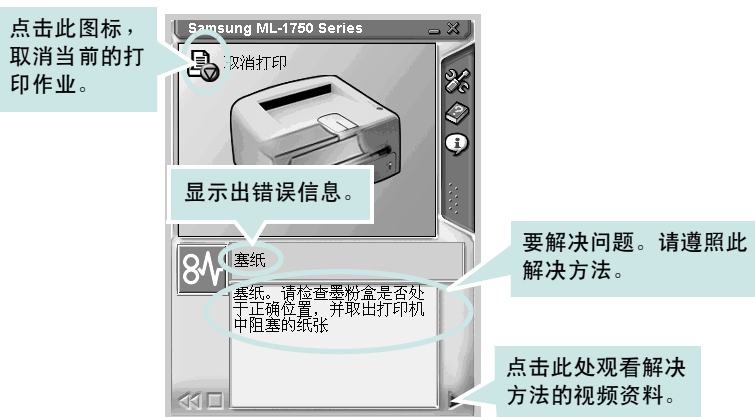 点击此图标，
取消当前的打
印作业。
Samsung ML-1750 Series
取消打印
显示出错误信息。
塞纸
塞纸。请检查墨粉盒是否处
于正确位置，并取出打印机
中阻塞的纸张
要解决问题。请遵照此
解决方法。
点击此处观看解决
方法的视频资料。